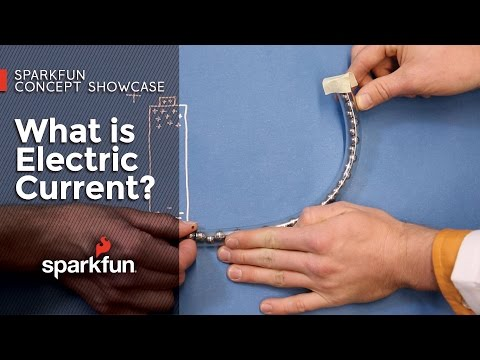 SPARKFUN
CONCEPT SHOWCASE
What is
Electric
Current?
sparkfun